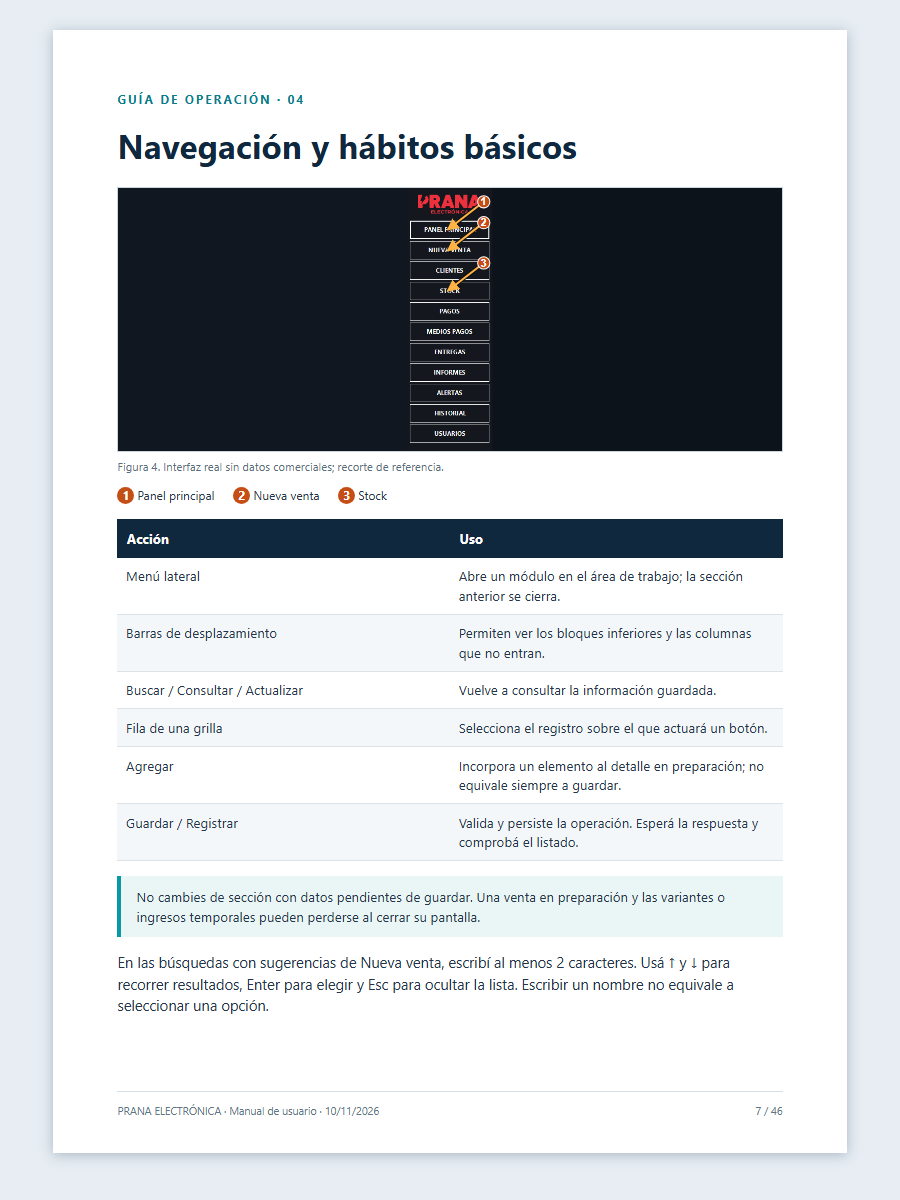 GUÍA DE OPERACIÓN · 04
Navegación y hábitos básicos
PRANA
ELECTRÓNICA
1
PANEL PRINCIPAL
2
NUEVA VENTA
3
CLIENTES
STOCK
PAGOS
MEDIOS PAGOS
ENTREGAS
INFORMES
ALERTAS
HISTORIAL
USUARIOS
Figura 4. Interfaz real sin datos comerciales; recorte de referencia.
1 Panel principal 2 Nueva venta 3 Stock
Acción Uso
Menú lateral Abre un módulo en el área de trabajo; la sección
anterior se cierra.
Barras de desplazamiento Permiten ver los bloques inferiores y las columnas
que no entran.
Buscar / Consultar / Actualizar Vuelve a consultar la información guardada.
Fila de una grilla Selecciona el registro sobre el que actuará un botón.
Agregar Incorpora un elemento al detalle en preparación; no
equivale siempre a guardar.
Guardar / Registrar Valida y persiste la operación. Esperá la respuesta y
comprobá el listado.
No cambies de sección con datos pendientes de guardar. Una venta en preparación y las variantes o
ingresos temporales pueden perderse al cerrar su pantalla.
En las búsquedas con sugerencias de Nueva venta, escribí al menos 2 caracteres. Usá ↑ y ↓ para
recorrer resultados, Enter para elegir y Esc para ocultar la lista. Escribir un nombre no equivale a
seleccionar una opción.
PRANA ELECTRÓNICA · Manual de usuario · 10/11/2026 7 / 46